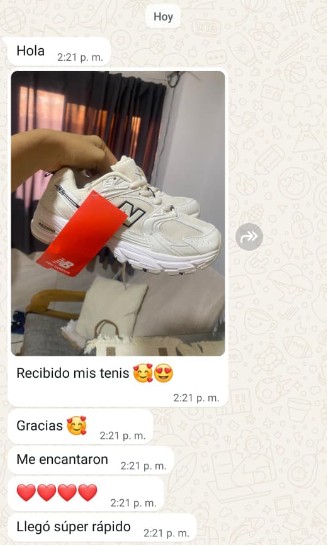 Hoy
Hola 2:21 p. m.
N
NB
Recibido mis tenis 🥰😍
2:21 p. m.
Gracias 🥰 2:21 p. m.
Me encantaron 2:21 p. m.
❤️❤️❤️❤️ 2:21 p. m.
Llegó súper rápido 2:21 p. m.